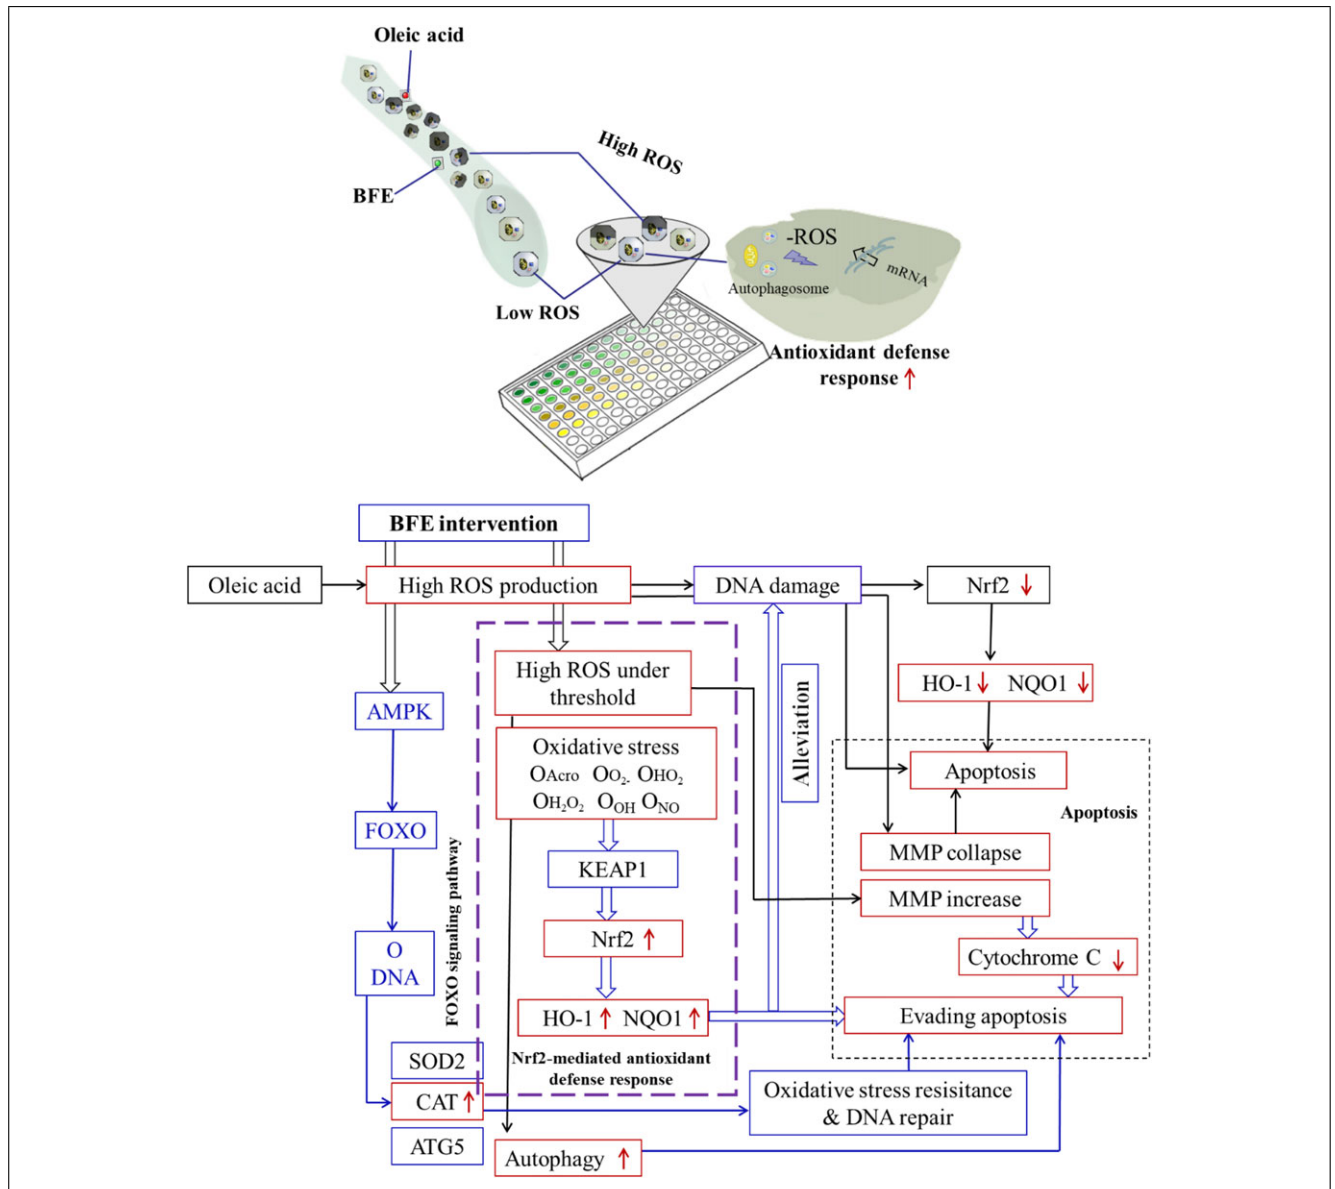 Oleic acid
High ROS
BFE
-ROS
mRNA
Autophagosome
Low ROS
Antioxidant defense
response ↑
BFE intervention
Oleic acid
High ROS production
DNA damage
Nrf2 ↓
High ROS under
threshold
HO-1 ↓ NQO1 ↓
AMPK
Alleviation
Oxidative stress
OAcro OO2- OHO2
OH2O2 OOH ONO
Apoptosis
Apoptosis
FOXO
MMP collapse
KEAP1
MMP increase
FOXO signaling pathway
Nrf2 ↑
O
DNA
Cytochrome C ↓
HO-1 ↑ NQO1 ↑
Evading apoptosis
SOD2
Nrf2-mediated antioxidant
defense response
CAT ↑
Oxidative stress resisitance
& DNA repair
ATG5
Autophagy ↑